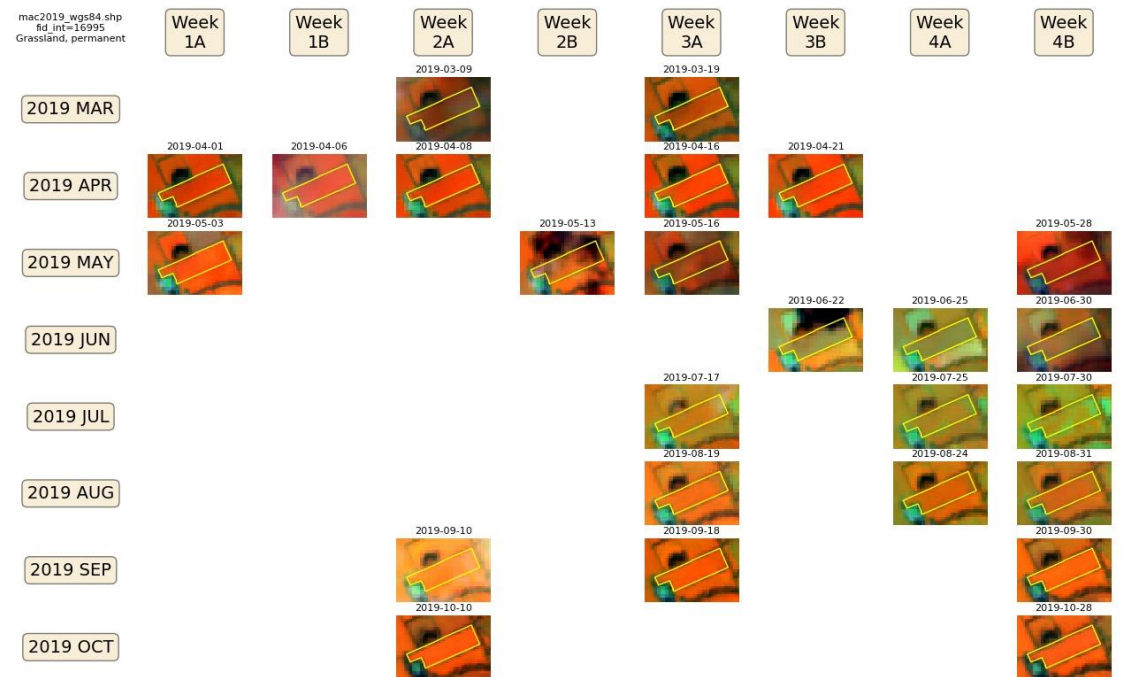 mac2019_wgs84.shp
fid_int=16995
Grassland, permanent
Week
1A
Week
1B
Week
2A
Week
2B
Week
3A
Week
3B
Week
4A
Week
4B
2019 MAR
2019-03-09
2019-03-19
2019 APR
2019-04-01
2019-04-06
2019-04-08
2019-04-16
2019-04-21
2019 MAY
2019-05-03
2019-05-13
2019-05-16
2019-05-28
2019 JUN
2019-06-22
2019-06-25
2019-06-30
2019 JUL
2019-07-17
2019-07-25
2019-07-30
2019 AUG
2019-08-19
2019-08-24
2019-08-31
2019 SEP
2019-09-10
2019-09-18
2019-09-30
2019 OCT
2019-10-10
2019-10-28